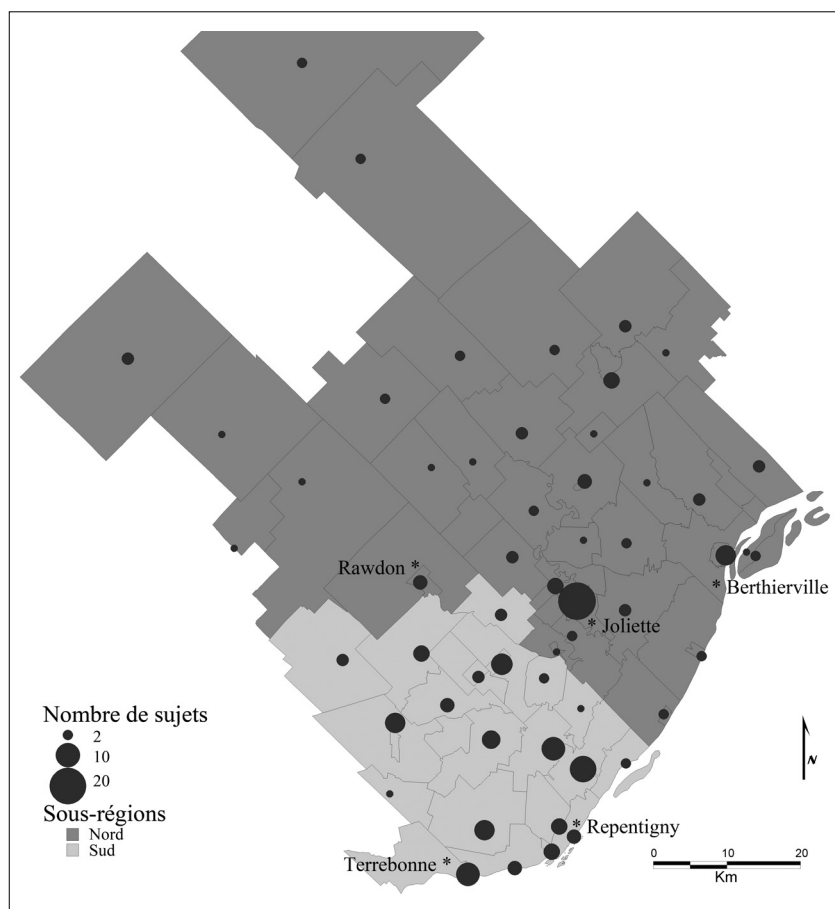 Rawdon *
* Berthierville
* Joliette
Nombre de sujets
2
10
20
Sous-régions
Nord
Sud
* Repentigny
Terrebonne *
N
0 10 20
Km